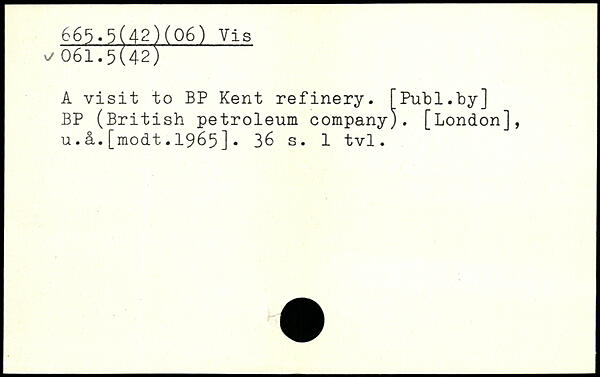 665.5(42)(06) Vis
✓ 061.5(42)
A visit to BP Kent refinery. [Publ.by]
BP (British petroleum company). [London],
u.å.[modt.1965]. 36 s. 1 tvl.